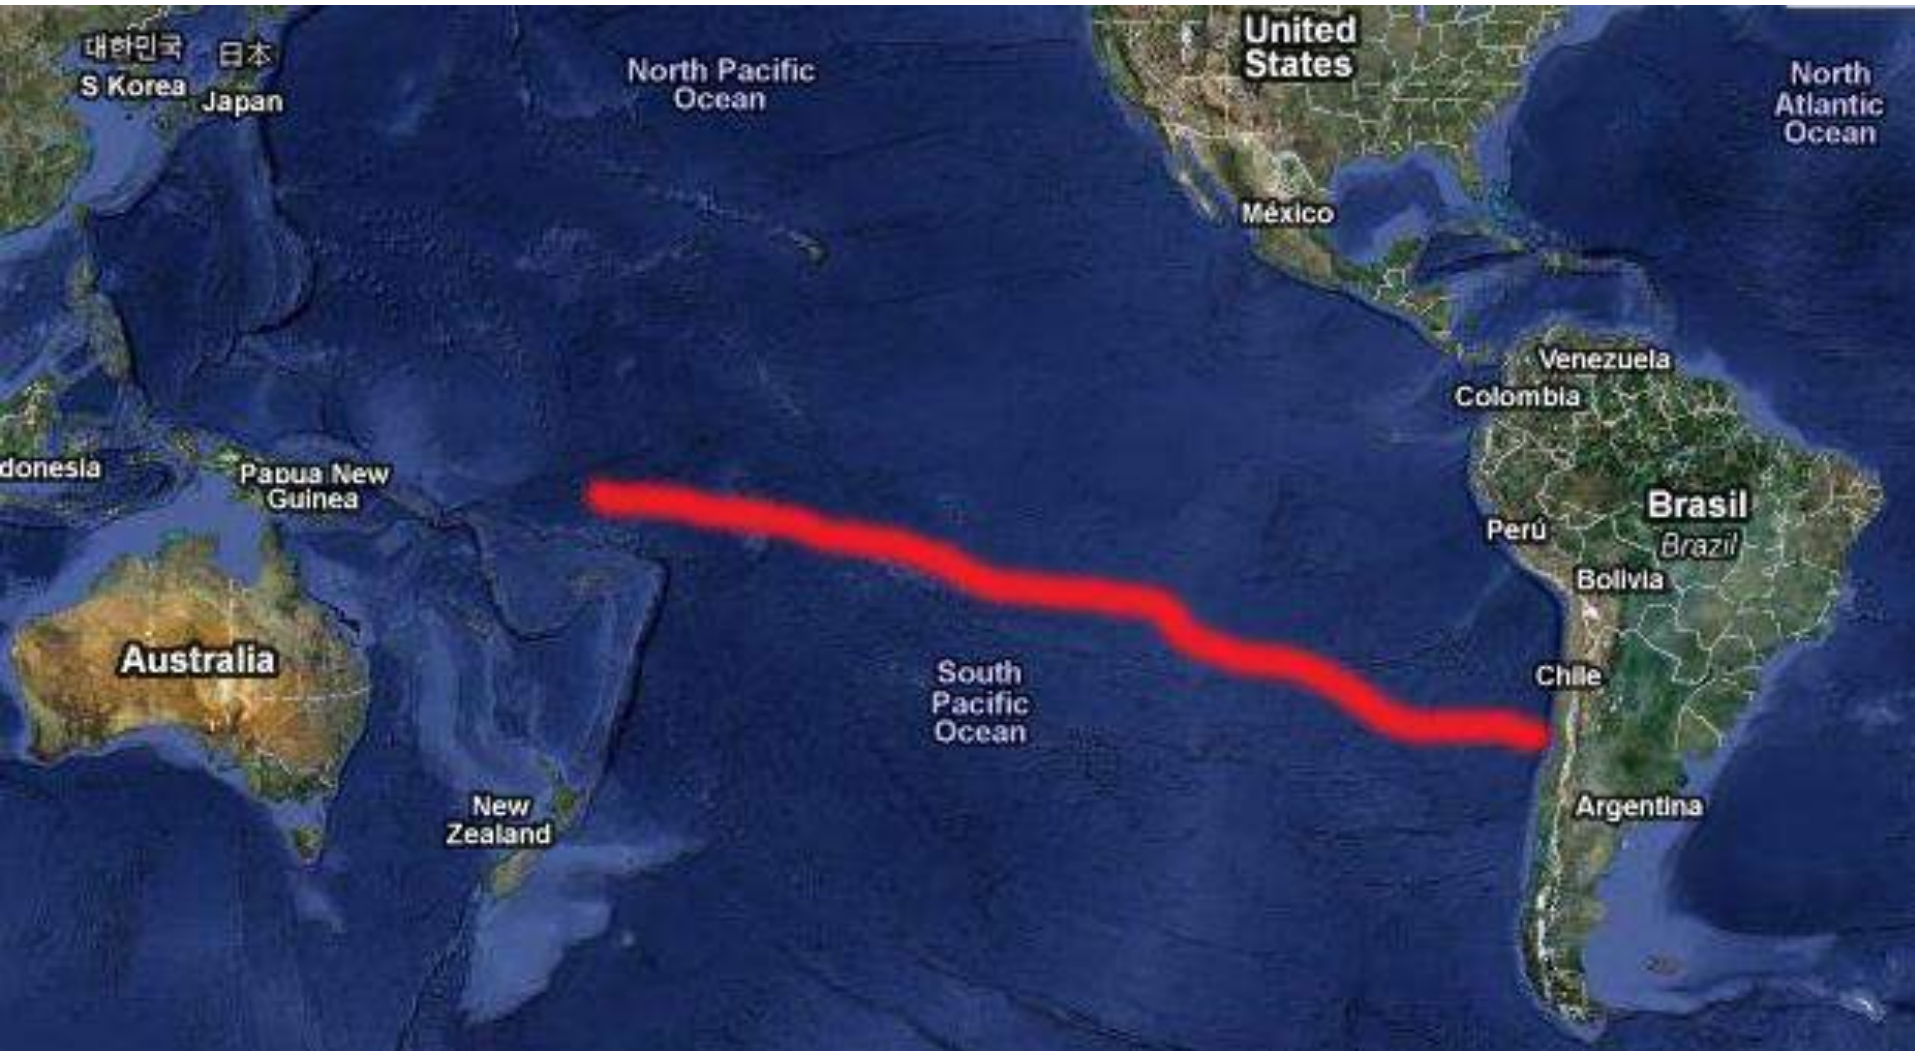 대한민국
S Korea
日本
Japan
North Pacific
Ocean
United
States
North
Atlantic
Ocean
México
Venezuela
Colombia
donesia
Papua New
Guinea
Brasil
Brazil
Perú
Bolivia
Australia
South
Pacific
Ocean
Chile
New
Zealand
Argentina